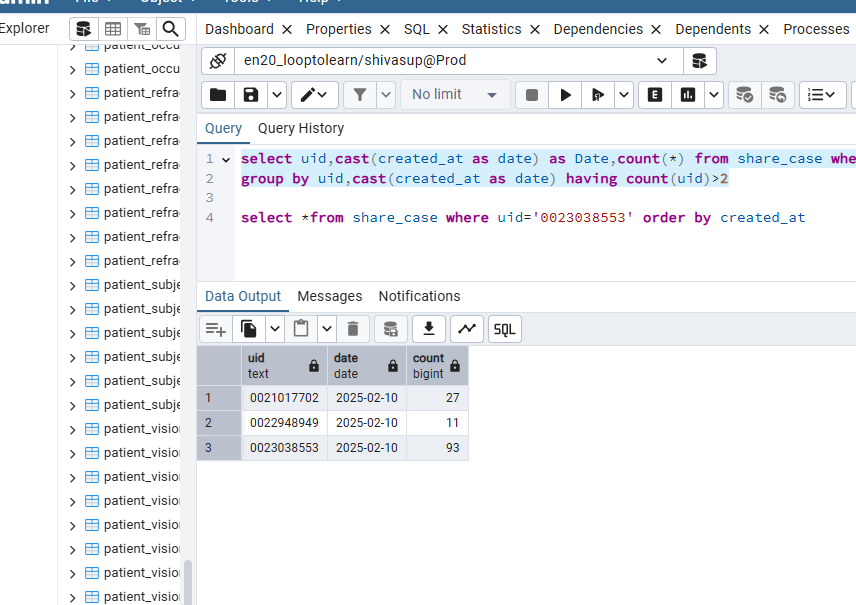 Explorer
Dashboard × Properties × SQL × Statistics × Dependencies × Dependents × Processes
patient_refra
patient_refra
patient_refra
patient_refra
patient_refra
patient_refra
patient_refra
patient_refra
patient_subje
patient_subje
patient_subje
patient_subje
patient_subje
patient_subje
patient_visio
patient_visio
patient_visio
patient_visio
patient_visio
patient_visio
patient_visio
patient_visio
en20_looptolearn/shivasup@Prod
No limit
E
Query Query History
1 select uid,cast(created_at as date) as Date,count(*) from share_case whe
2 group by uid,cast(created_at as date) having count(uid)>2
3
4 select *from share_case where uid='0023038553' order by created_at
Data Output Messages Notifications
SQL
uid date count
text date bigint
1 0021017702 2025-02-10 27
2 0022948949 2025-02-10 11
3 0023038553 2025-02-10 93